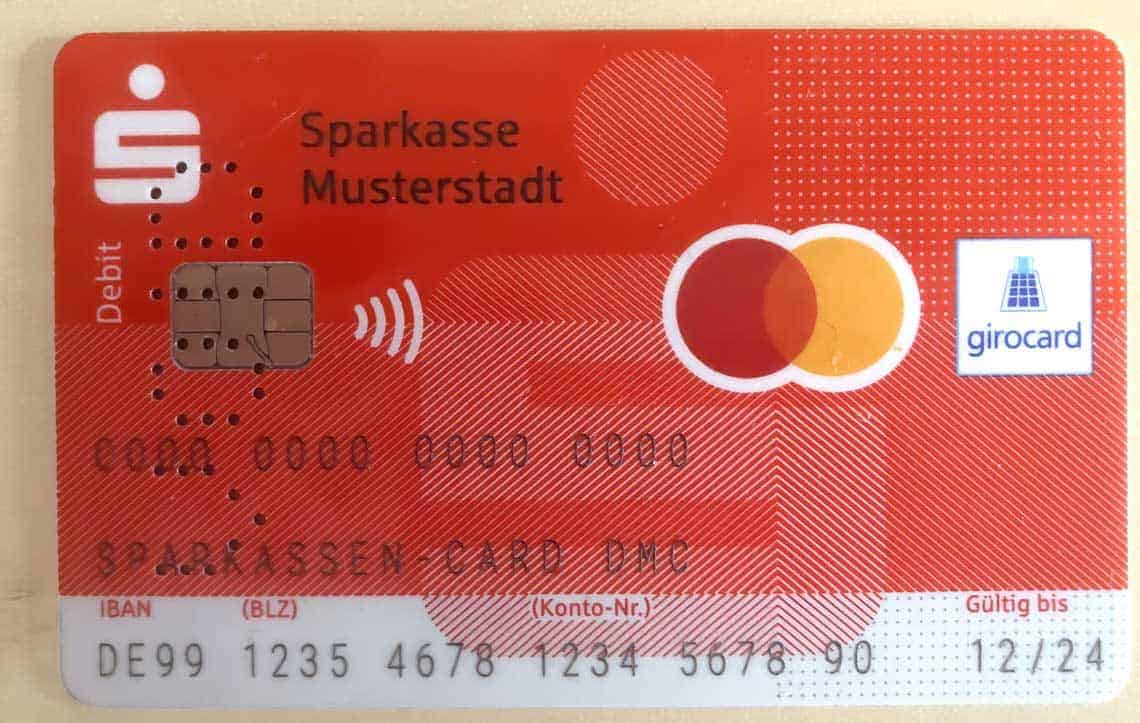 Sparkasse
Musterstadt
Debit
girocard
0000 0000 0000 0000
SPARKASSEN-CARD DMC
IBAN (BLZ) (Konto-Nr.) Gültig bis
DE99 1235 4678 1234 5678 90 12/24